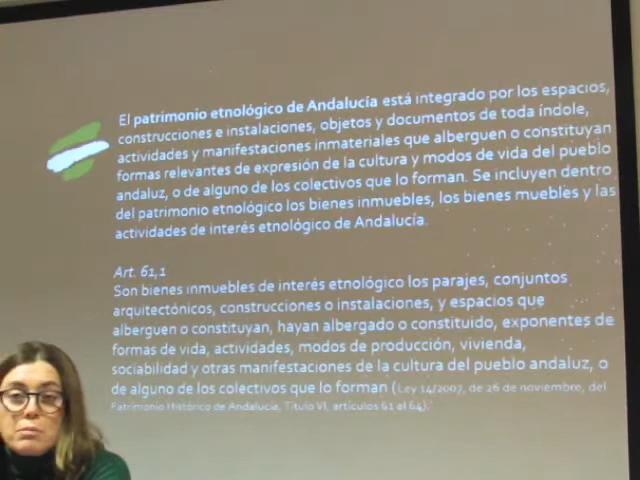 El patrimonio etnológico de Andalucía está integrado por los espacios,
construcciones e instalaciones, objetos y documentos de toda índole,
actividades y manifestaciones inmateriales que alberguen o constituyan
formas relevantes de expresión de la cultura y modos de vida del pueblo
andaluz, o de alguno de los colectivos que lo forman. Se incluyen dentro
del patrimonio etnológico los bienes inmuebles, los bienes muebles y las
actividades de interés etnológico de Andalucía.
Art. 61,1
Son bienes inmuebles de interés etnológico los parajes, conjuntos
arquitectónicos, construcciones o instalaciones, y espacios que
alberguen o constituyan, hayan albergado o constituido, exponentes de
formas de vida, actividades, modos de producción, vivienda,
sociabilidad y otras manifestaciones de la cultura del pueblo andaluz, o
de alguno de los colectivos que lo forman (Ley 14/2007, de 26 de noviembre, del
Patrimonio Histórico de Andalucía, Título VI, artículos 61 al 64).